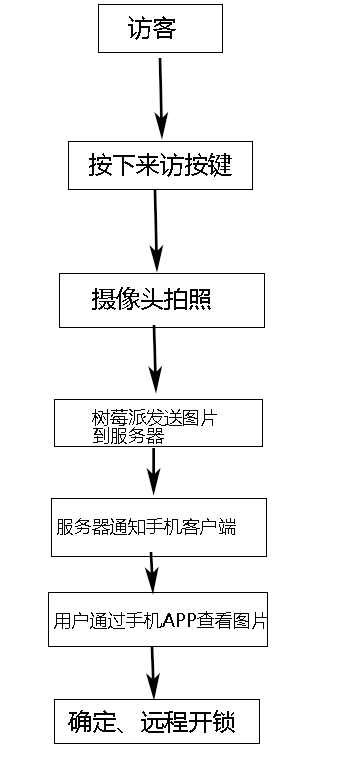 访客
按下来访按键
摄像头拍照
树莓派发送图片
到服务器
服务器通知手机客户端
用户通过手机APP查看图片
确定、远程开锁